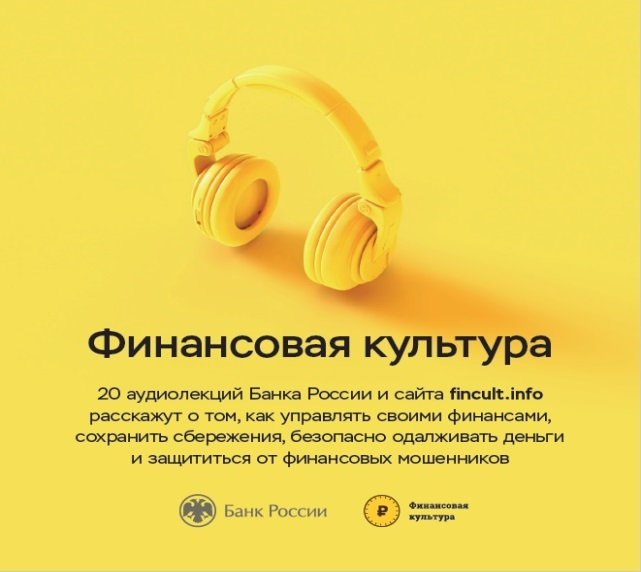 Финансовая культура
20 аудиолекций Банка России и сайта fincult.info
расскажут о том, как управлять своими финансами,
сохранить сбережения, безопасно одалживать деньги
и защититься от финансовых мошенников
Банк России
₽
Финансовая
культура